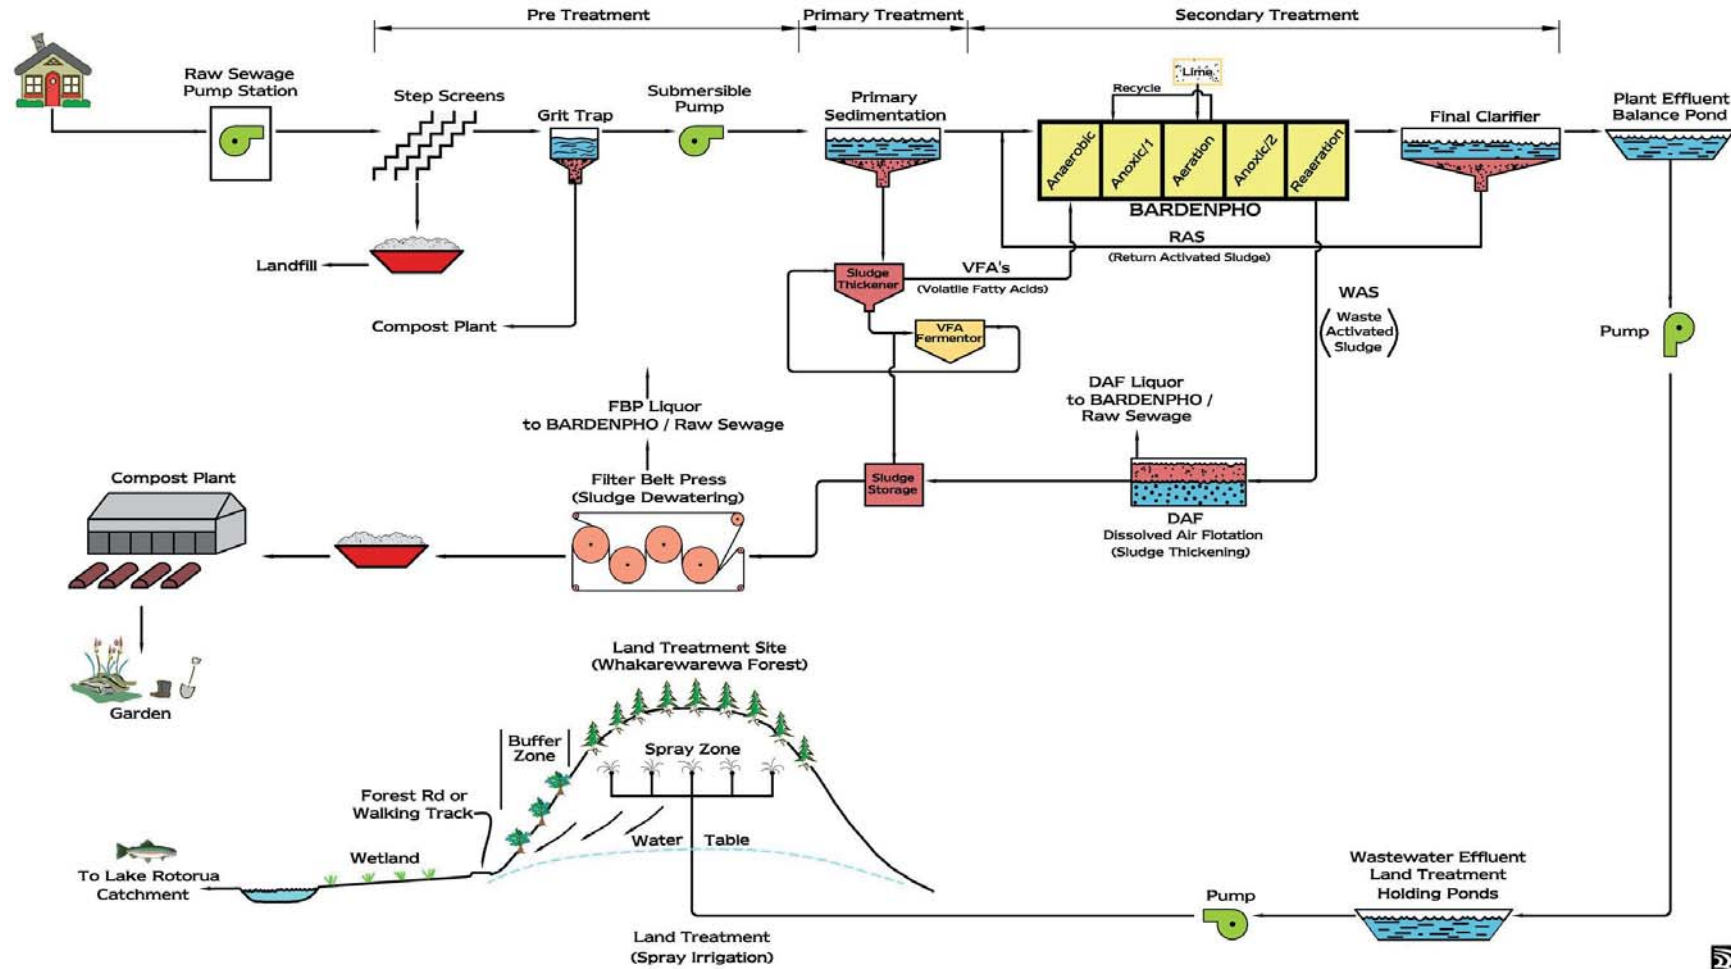 Pre Treatment
Primary Treatment
Secondary Treatment
Raw Sewage
Pump Station
Step Screens
Grit Trap
Submersible
Pump
Primary
Sedimentation
Recycle
Lime
Anaerobic
Anoxic/1
Aeration
Anoxic/2
Reaeration
BARDENPHO
Final Clarifier
Plant Effluent
Balance Pond
RAS
(Return Activated Sludge)
Landfill
Sludge
Thickener
VFA's
(Volatile Fatty Acids)
WAS
(Waste
Activated
Sludge)
Compost Plant
VFA
Fermentor
Pump
FBP Liquor
to BARDENPHO / Raw Sewage
DAF Liquor
to BARDENPHO /
Raw Sewage
Compost Plant
Filter Belt Press
(Sludge Dewatering)
Sludge
Storage
DAF
Dissolved Air Flotation
(Sludge Thickening)
Garden
Land Treatment Site
(Whakarewarewa Forest)
Buffer
Zone
Spray Zone
Forest Rd or
Walking Track
Water Table
Wetland
To Lake Rotorua
Catchment
Wastewater Effluent
Land Treatment
Holding Ponds
Pump
Land Treatment
(Spray Irrigation)